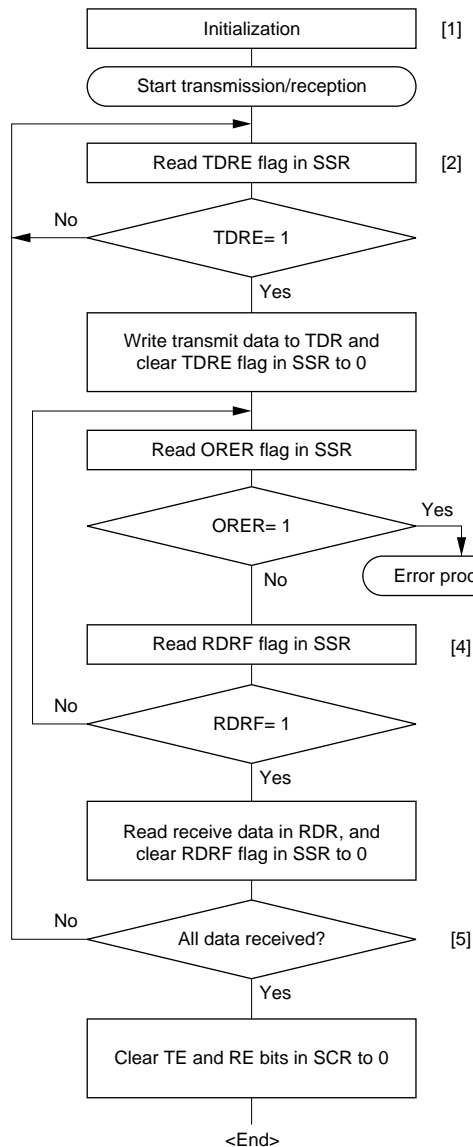 Initialization
[1]
Start transmission/reception
Read TDRE flag in SSR
[2]
No
TDRE= 1
Yes
Write transmit data to TDR and
clear TDRE flag in SSR to 0
Read ORER flag in SSR
Yes
ORER= 1
No
Error
Read RDRF flag in SSR
[4]
No
RDRF= 1
Yes
Read receive data in RDR, and
clear RDRF flag in SSR to 0
No
All data received?
[5]
Yes
Clear TE and RE bits in SCR to 0
<End>